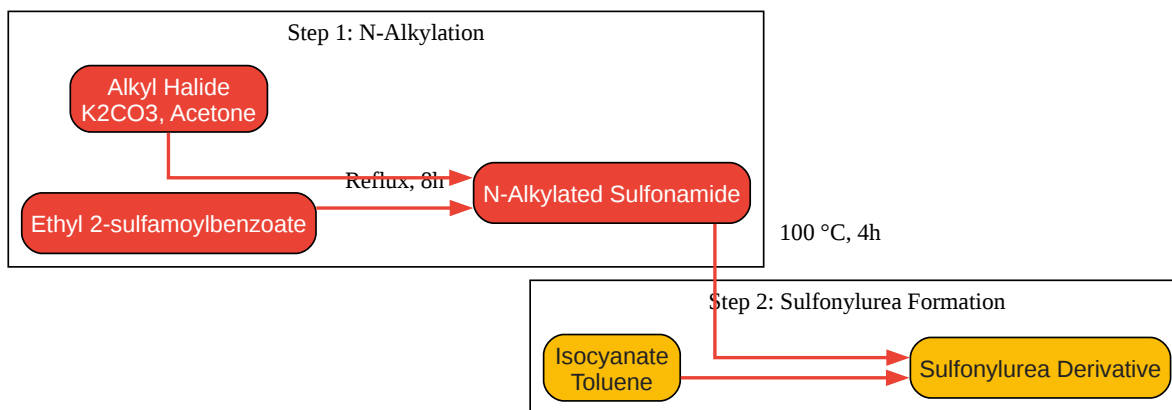 Step 1: N-Alkylation
Alkyl Halide
K2CO3, Acetone
Reflux, 8h
N-Alkylated Sulfonamide
Ethyl 2-sulfamoylbenzoate
100 °C, 4h
Step 2: Sulfonylurea Formation
Isocyanate
Toluene
Sulfonylurea Derivative